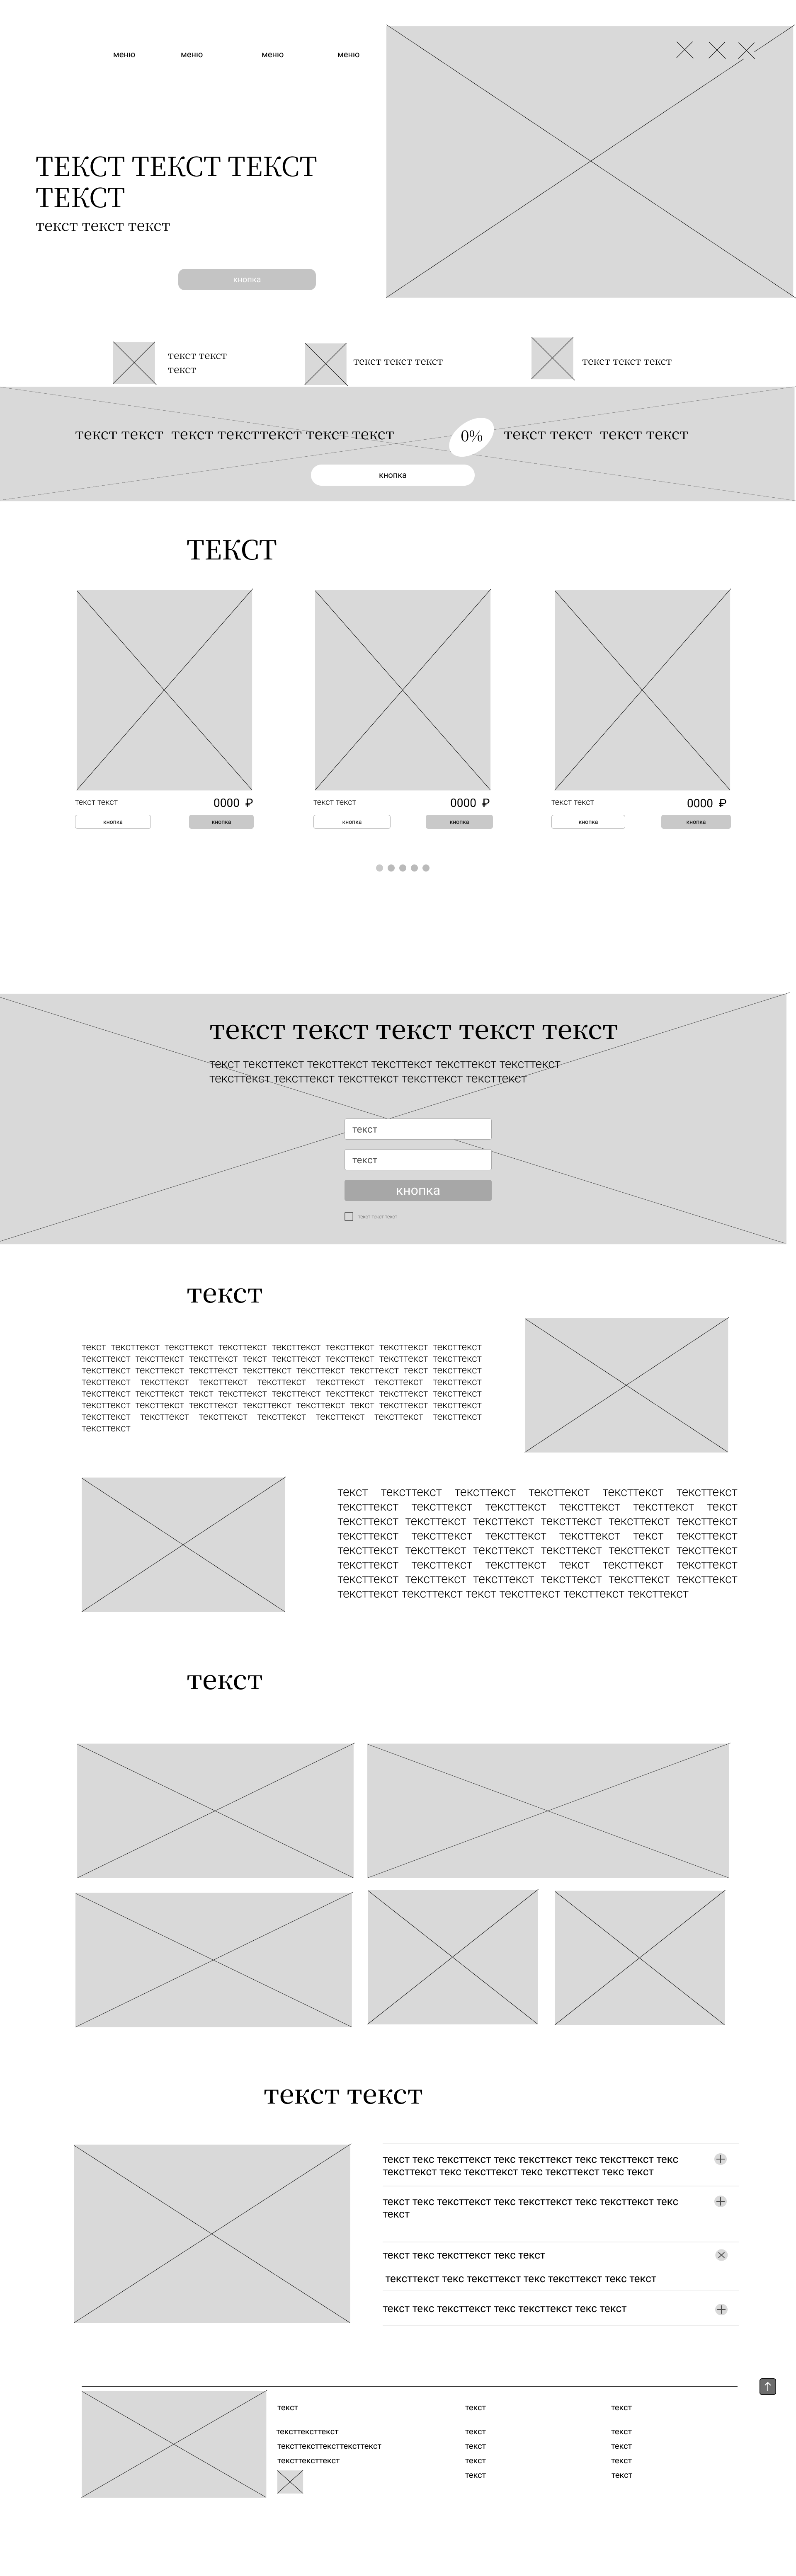 меню меню меню меню
ТЕКСТ ТЕКСТ ТЕКСТ
ТЕКСТ
текст текст текст
кнопка
текст текст
текст
текст текст текст
текст текст текст
текст текст  текст тексттекст текст текст
0%
текст текст  текст текст
кнопка
ТЕКСТ
текст текст 0000 ₽
кнопка кнопка
текст текст 0000 ₽
кнопка кнопка
текст текст 0000 ₽
кнопка кнопка
текст текст текст текст текст
текст тексттекст тексттекст тексттекст тексттекст тексттекст
тексттекст тексттекст тексттекст тексттекст тексттекст
текст
текст
кнопка
текст текст текст
текст
текст тексттекст тексттекст тексттекст тексттекст тексттекст тексттекст тексттекст
тексттекст тексттекст тексттекст текст тексттекст тексттекст тексттекст тексттекст
тексттекст тексттекст тексттекст тексттекст тексттекст тексттекст текст тексттекст
тексттекст тексттекст тексттекст тексттекст тексттекст тексттекст тексттекст
тексттекст тексттекст текст тексттекст тексттекст тексттекст тексттекст тексттекст
тексттекст тексттекст тексттекст тексттекст тексттекст текст тексттекст тексттекст
тексттекст тексттекст тексттекст тексттекст тексттекст тексттекст тексттекст
тексттекст
текст тексттекст тексттекст тексттекст тексттекст тексттекст
тексттекст тексттекст тексттекст тексттекст тексттекст текст
тексттекст тексттекст тексттекст тексттекст тексттекст тексттекст
тексттекст тексттекст тексттекст тексттекст текст тексттекст
тексттекст тексттекст тексттекст тексттекст тексттекст тексттекст
тексттекст тексттекст тексттекст текст тексттекст тексттекст
тексттекст тексттекст тексттекст тексттекст тексттекст тексттекст
тексттекст тексттекст текст тексттекст тексттекст тексттекст
текст
текст текст
текст текс тексттекст текс тексттекст текс тексттекст текс
тексттекст текс тексттекст текс тексттекст текс текст
текст текс тексттекст текс тексттекст текс тексттекст текс
текст
текст текс тексттекст текс текст
тексттекст текс тексттекст текс тексттекст текс текст
текст текс тексттекст текс тексттекст текс текст
текст
тексттексттекст
тексттексттексттексттекст
тексттексттекст
текст
текст
текст
текст
текст
текст
текст
текст
текст
текст